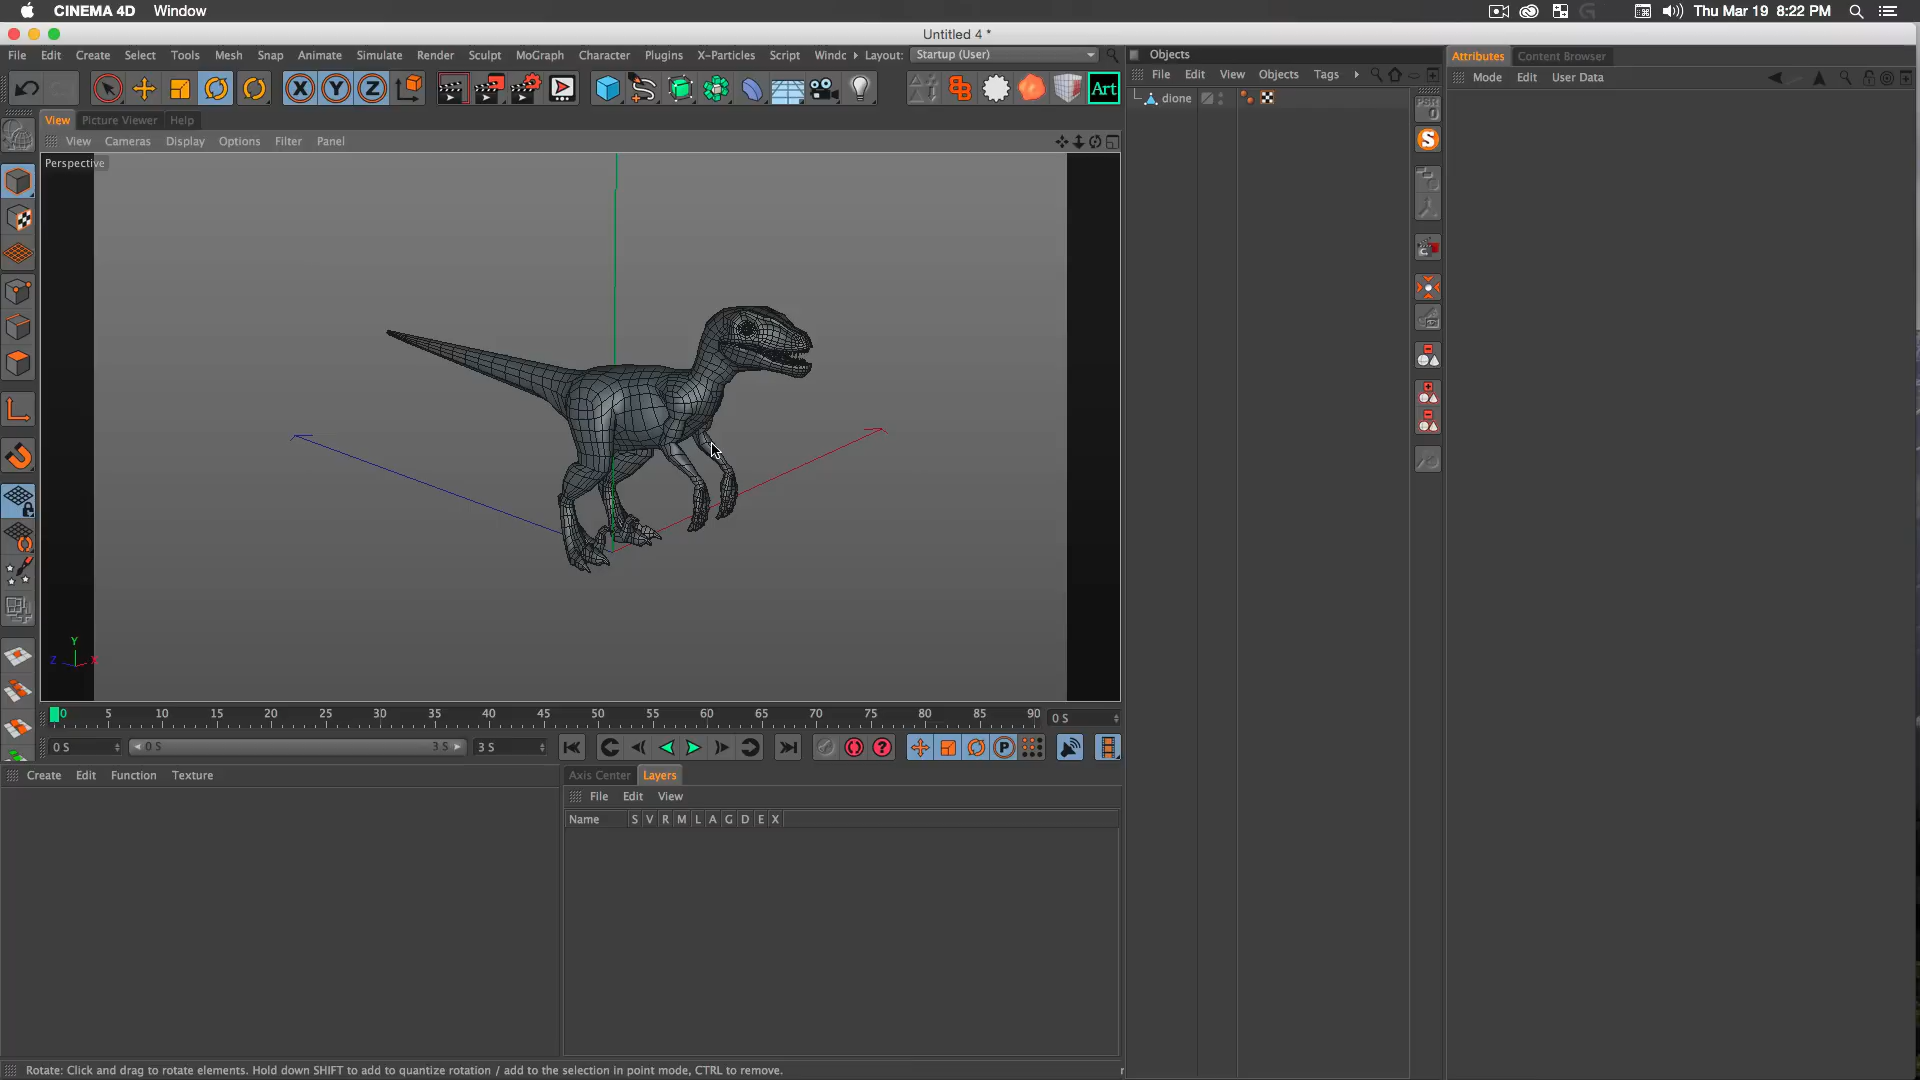 CINEMA 4D Window Thu Mar 19 8:22 PM
Untitled 4 *
File Edit Create Select Tools Mesh Snap Animate Simulate Render Sculpt MoGraph Character Plugins X-Particles Script Windc Layout: Startup (User)
Objects
Attributes Content Browser
File Edit View Objects Tags
Mode Edit User Data
X Y Z Art
dione
PSR
0
S
View Picture Viewer Help
View Cameras Display Options Filter Panel
Perspective
Y
Z X
0 5 10 15 20 25 30 35 40 45 50 55 60 65 70 75 80 85 90 0 S
0 S 0 S 3 S 3 S P
Create Edit Function Texture
Axis Center Layers
File Edit View
Name S V R M L A G D E X
Rotate: Click and drag to rotate elements. Hold down SHIFT to add to quantize rotation / add to the selection in point mode, CTRL to remove.